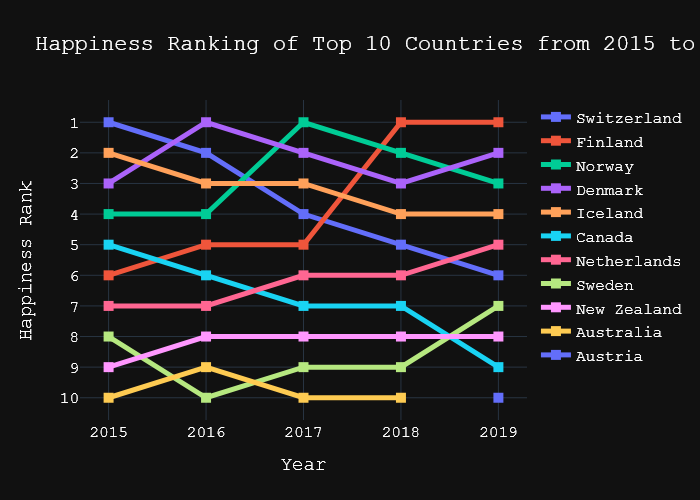 Happiness Ranking of Top 10 Countries from 2015 to
Happiness Rank
1
2
3
4
5
6
7
8
9
10
2015 2016 2017 2018 2019
Year
Switzerland
Finland
Norway
Denmark
Iceland
Canada
Netherlands
Sweden
New Zealand
Australia
Austria